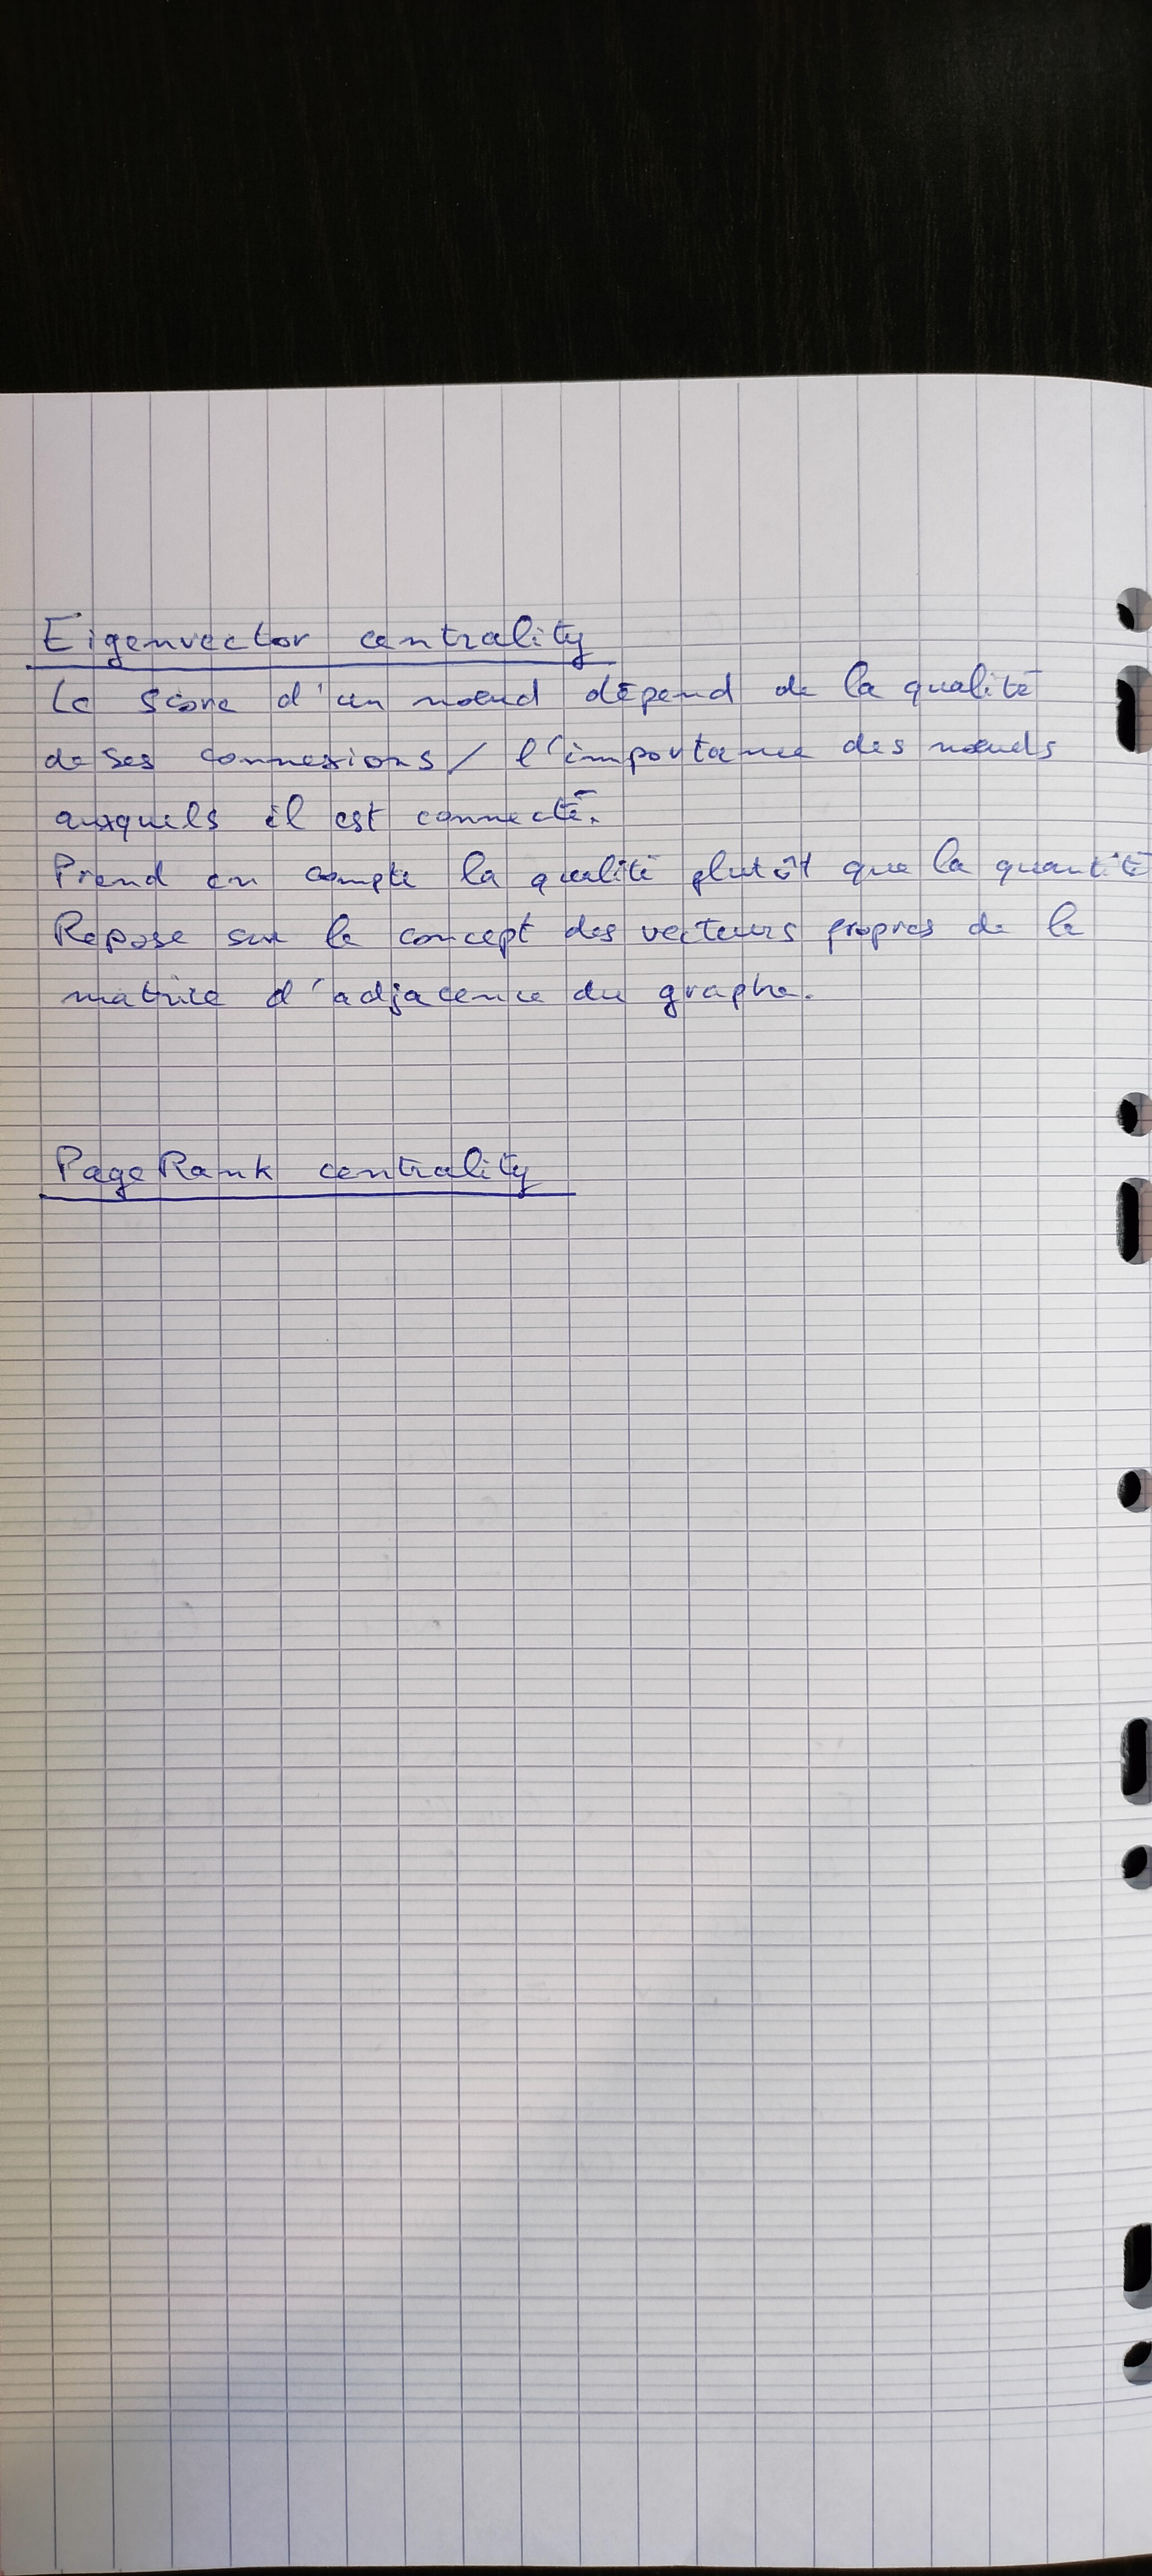 Eigenvector centrality
Le score d'un nœud dépend de la qualité
de ses connexions / l'importance des nœuds
auxquels il est connecté.
Prend en compte la qualité plutôt que la quantité
Repose sur le concept des vecteurs propres de la
matrice d'adjacence du graphe.
PageRank centrality